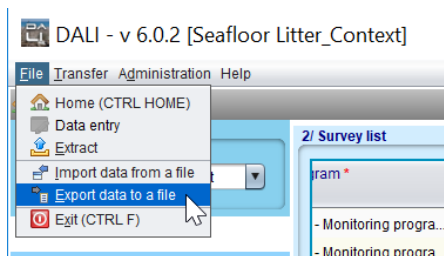 DALI - v 6.0.2 [Seafloor Litter_Context]
File Transfer Administration Help
Home (CTRL HOME)
Data entry
Extract
Import data from a file
Export data to a file
Exit (CTRL F)
2/ Survey list
gram *
- Monitoring progra...
- Monitoring progra